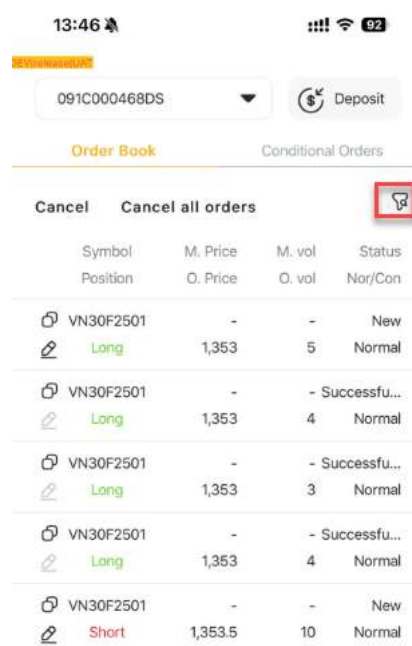 13:46
92
DEV(release)UAT
091C000468DS
Deposit
Order Book Conditional Orders
Cancel Cancel all orders
Symbol M. Price M. vol Status
Position O. Price O. vol Nor/Con
VN30F2501 - - New
Long 1,353 5 Normal
VN30F2501 - - Successfu...
Long 1,353 4 Normal
VN30F2501 - - Successfu...
Long 1,353 3 Normal
VN30F2501 - - Successfu...
Long 1,353 4 Normal
VN30F2501 - - New
Short 1,353.5 10 Normal